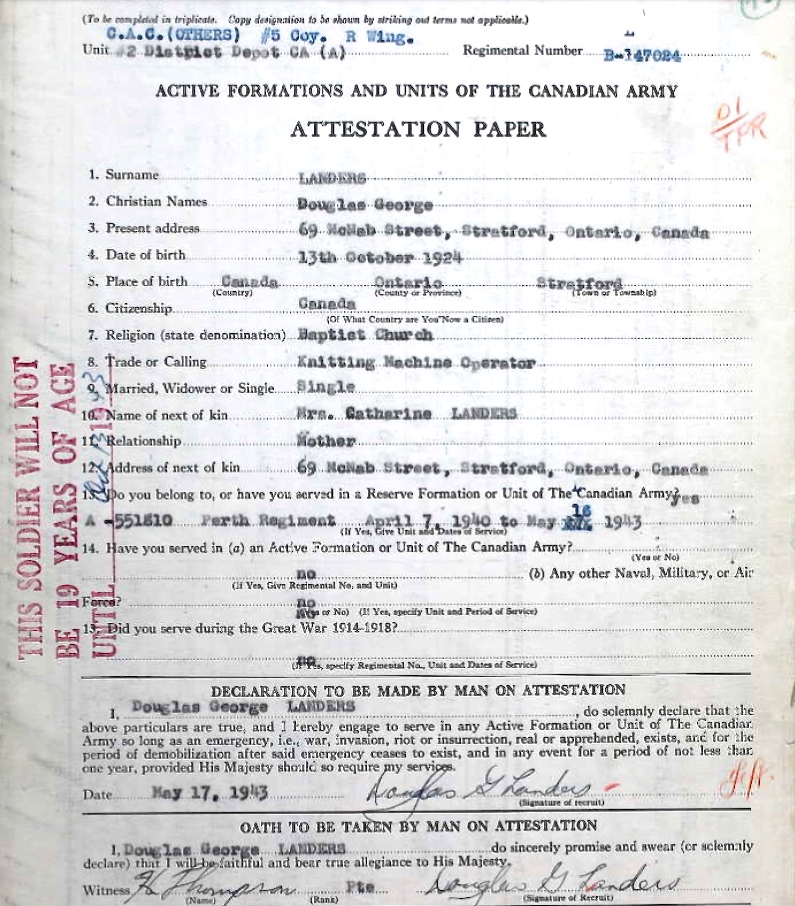 (To be completed in triplicate. Copy designation to be shown by striking out terms not applicable.)
C.A.C.(OTHERS) #5 Coy. R Wing.
Unit #2 District Depot CA (A) Regimental Number B-147024
ACTIVE FORMATIONS AND UNITS OF THE CANADIAN ARMY
ATTESTATION PAPER
1. Surname LANDERS
2. Christian Names Douglas George
3. Present address 69 McNab Street, Stratford, Ontario, Canada
4. Date of birth 13th October 1924
5. Place of birth Canada Ontario Stratford
(Country) (County or Province) (Town or Township)
6. Citizenship Canada
(Of What Country are You Now a Citizen)
7. Religion (state denomination) Baptist Church
8. Trade or Calling Knitting Machine Operator
9. Married, Widower or Single Single
10. Name of next of kin Mrs. Catharine LANDERS
11. Relationship Mother
12. Address of next of kin 69 McNab Street, Stratford, Ontario, Canada
13. Do you belong to, or have you served in a Reserve Formation or Unit of The Canadian Army? yes
A -551810 Perth Regiment April 7, 1940 to May 16 1943
(If Yes, Give Unit and Dates of Service)
14. Have you served in (a) an Active Formation or Unit of The Canadian Army?
(Yes or No)
no (b) Any other Naval, Military, or Air
(If Yes, Give Regimental No. and Unit)
Force? no
(Yes or No) (If Yes, specify Unit and Period of Service)
15. Did you serve during the Great War 1914-1918?
no
(If Yes, specify Regimental No., Unit and Dates of Service)
DECLARATION TO BE MADE BY MAN ON ATTESTATION
I, Douglas George LANDERS, do solemnly declare that the
above particulars are true, and I hereby engage to serve in any Active Formation or Unit of The Canadian
Army so long as an emergency, i.e., war, invasion, riot or insurrection, real or apprehended, exists, and for the
period of demobilization after said emergency ceases to exist, and in any event for a period of not less than
one year, provided His Majesty should so require my services.
Date May 17, 1943 Douglas G Landers
(Signature of recruit)
OATH TO BE TAKEN BY MAN ON ATTESTATION
I, Douglas George LANDERS do sincerely promise and swear (or solemnly
declare) that I will be faithful and bear true allegiance to His Majesty.
Witness H Thompson Pte Douglas G Landers
(Name) (Rank) (Signature of Recruit)
THIS SOLDIER WILL NOT
BE 19 YEARS OF AGE
UNTIL